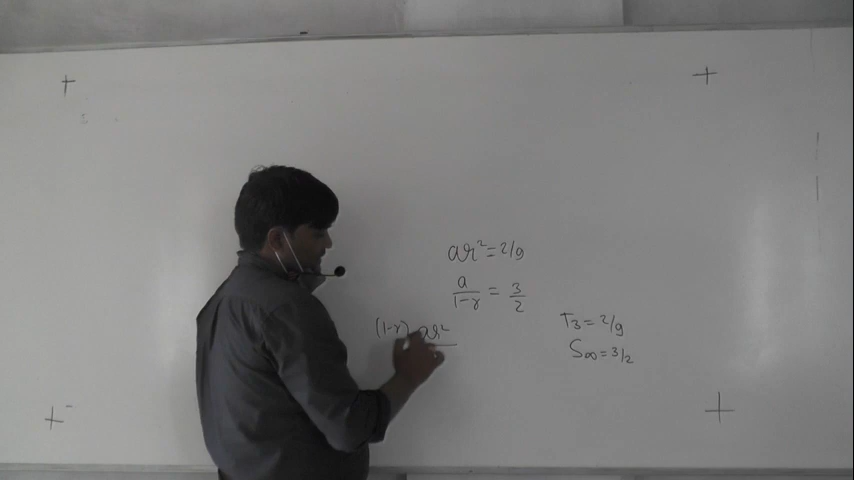 ar² = 2/9
a/1-r = 3/2
(1-r) ar²
T₃ = 2/9
S∞ = 3/2